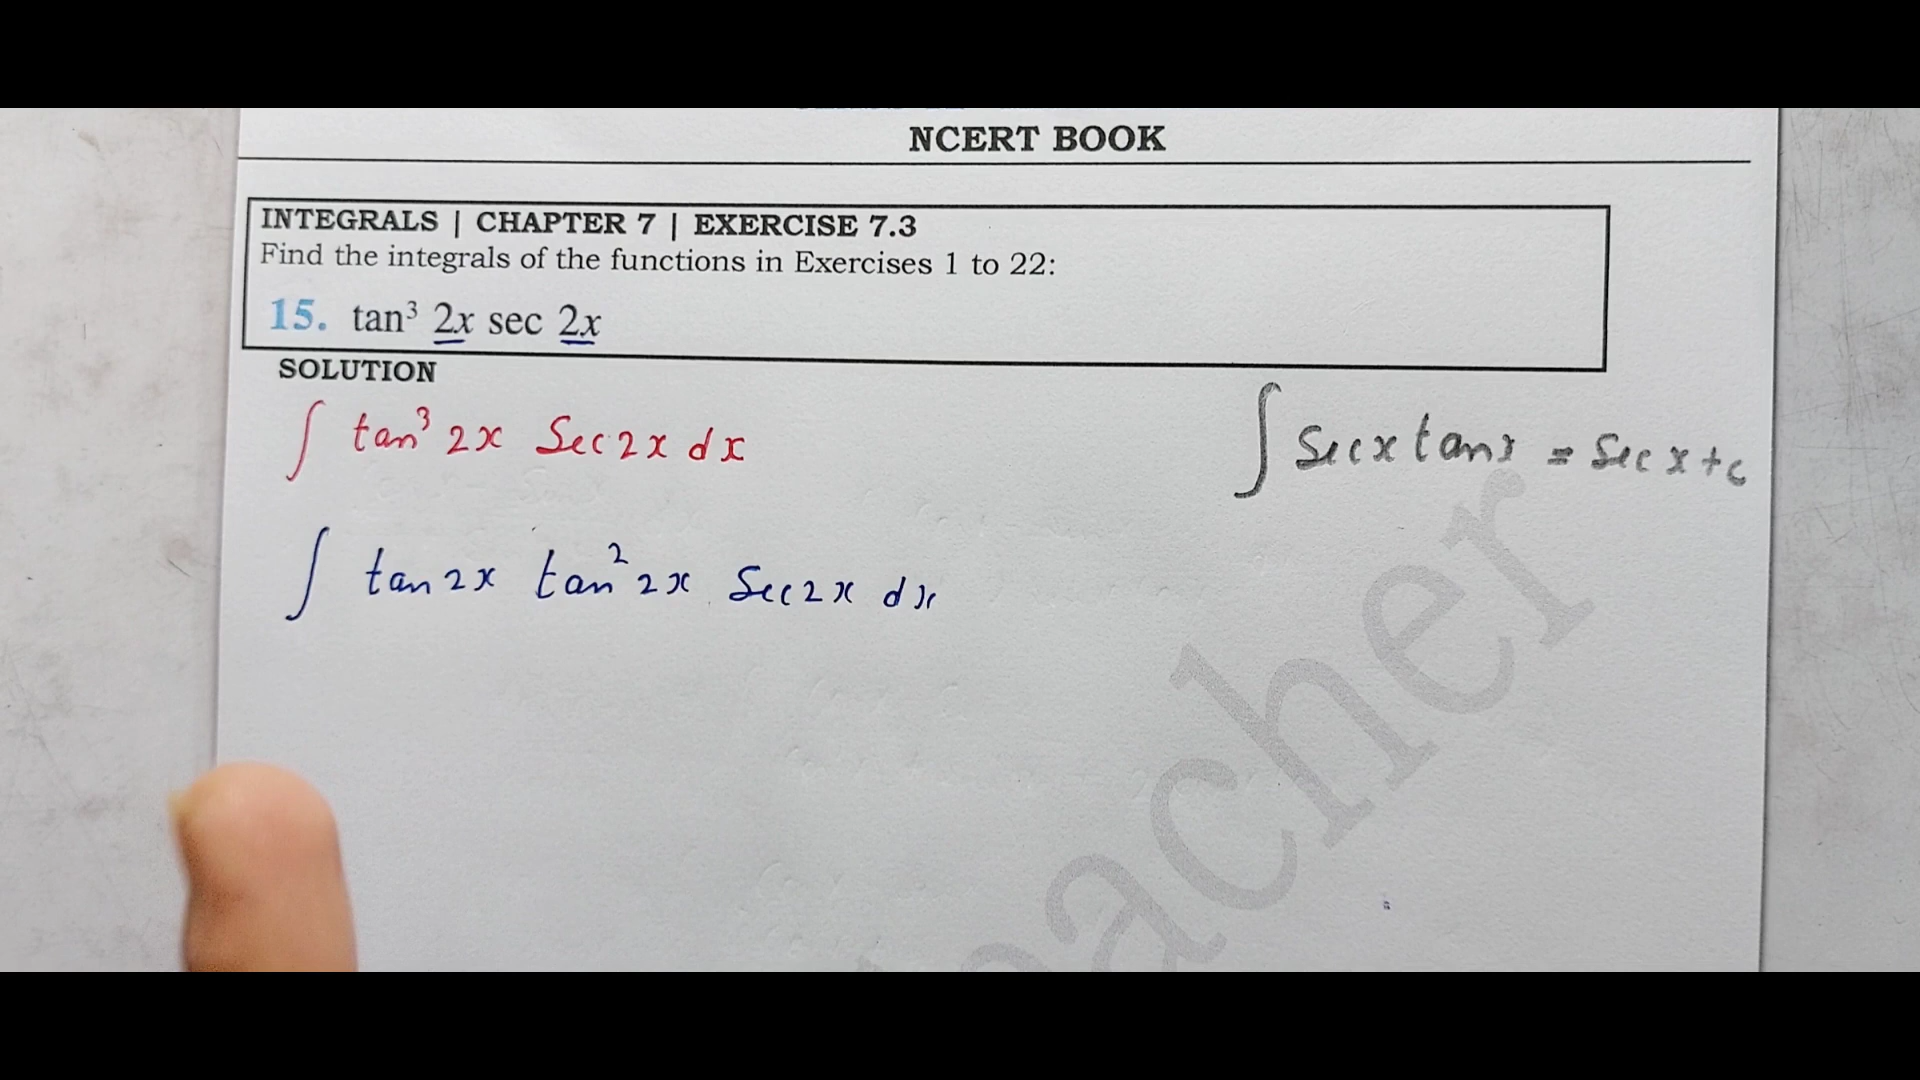 NCERT BOOK
INTEGRALS | CHAPTER 7 | EXERCISE 7.3
Find the integrals of the functions in Exercises 1 to 22:
15. tan³ 2x sec 2x
SOLUTION
∫ tan³ 2x Sec 2x dx
∫ Sec x tan x = Sec x + c
∫ tan 2x tan² 2x Sec 2x dx
acher